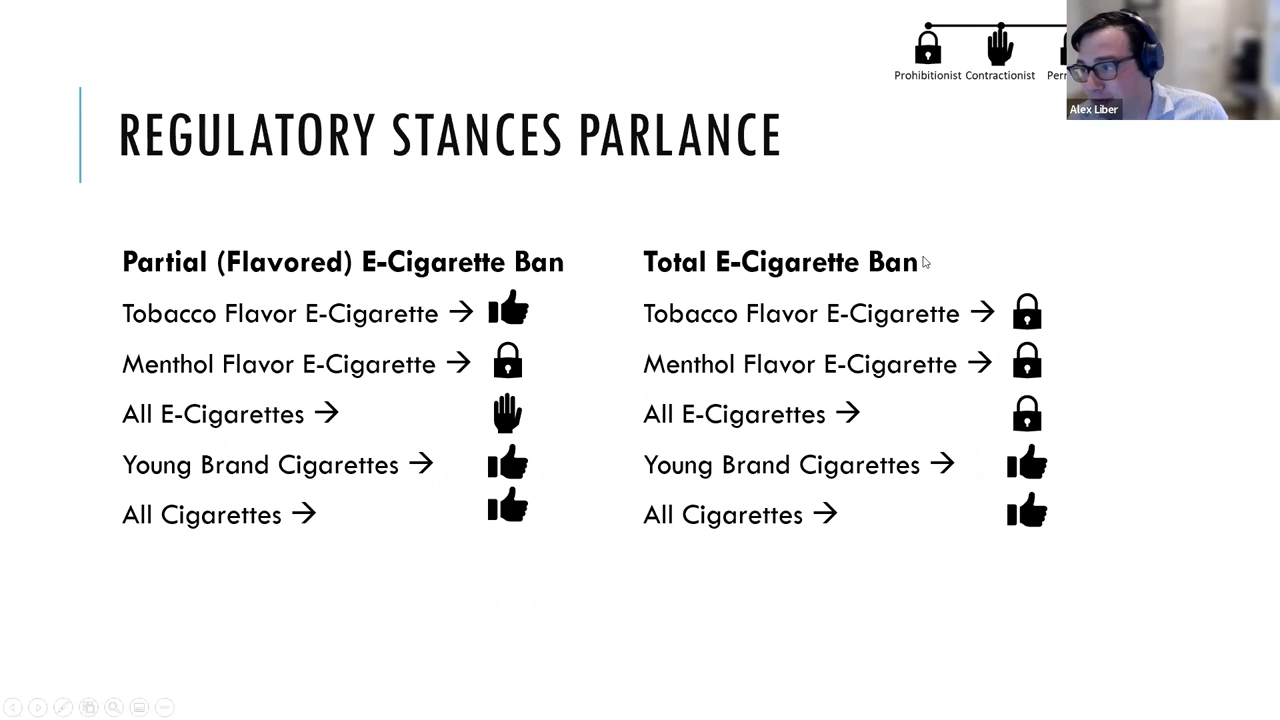 Prohibitionist Contractionist
Alex Liber
REGULATORY STANCES PARLANCE
Partial (Flavored) E-Cigarette Ban
Tobacco Flavor E-Cigarette →
Menthol Flavor E-Cigarette →
All E-Cigarettes →
Young Brand Cigarettes →
All Cigarettes →
Total E-Cigarette Ban
Tobacco Flavor E-Cigarette →
Menthol Flavor E-Cigarette →
All E-Cigarettes →
Young Brand Cigarettes →
All Cigarettes →